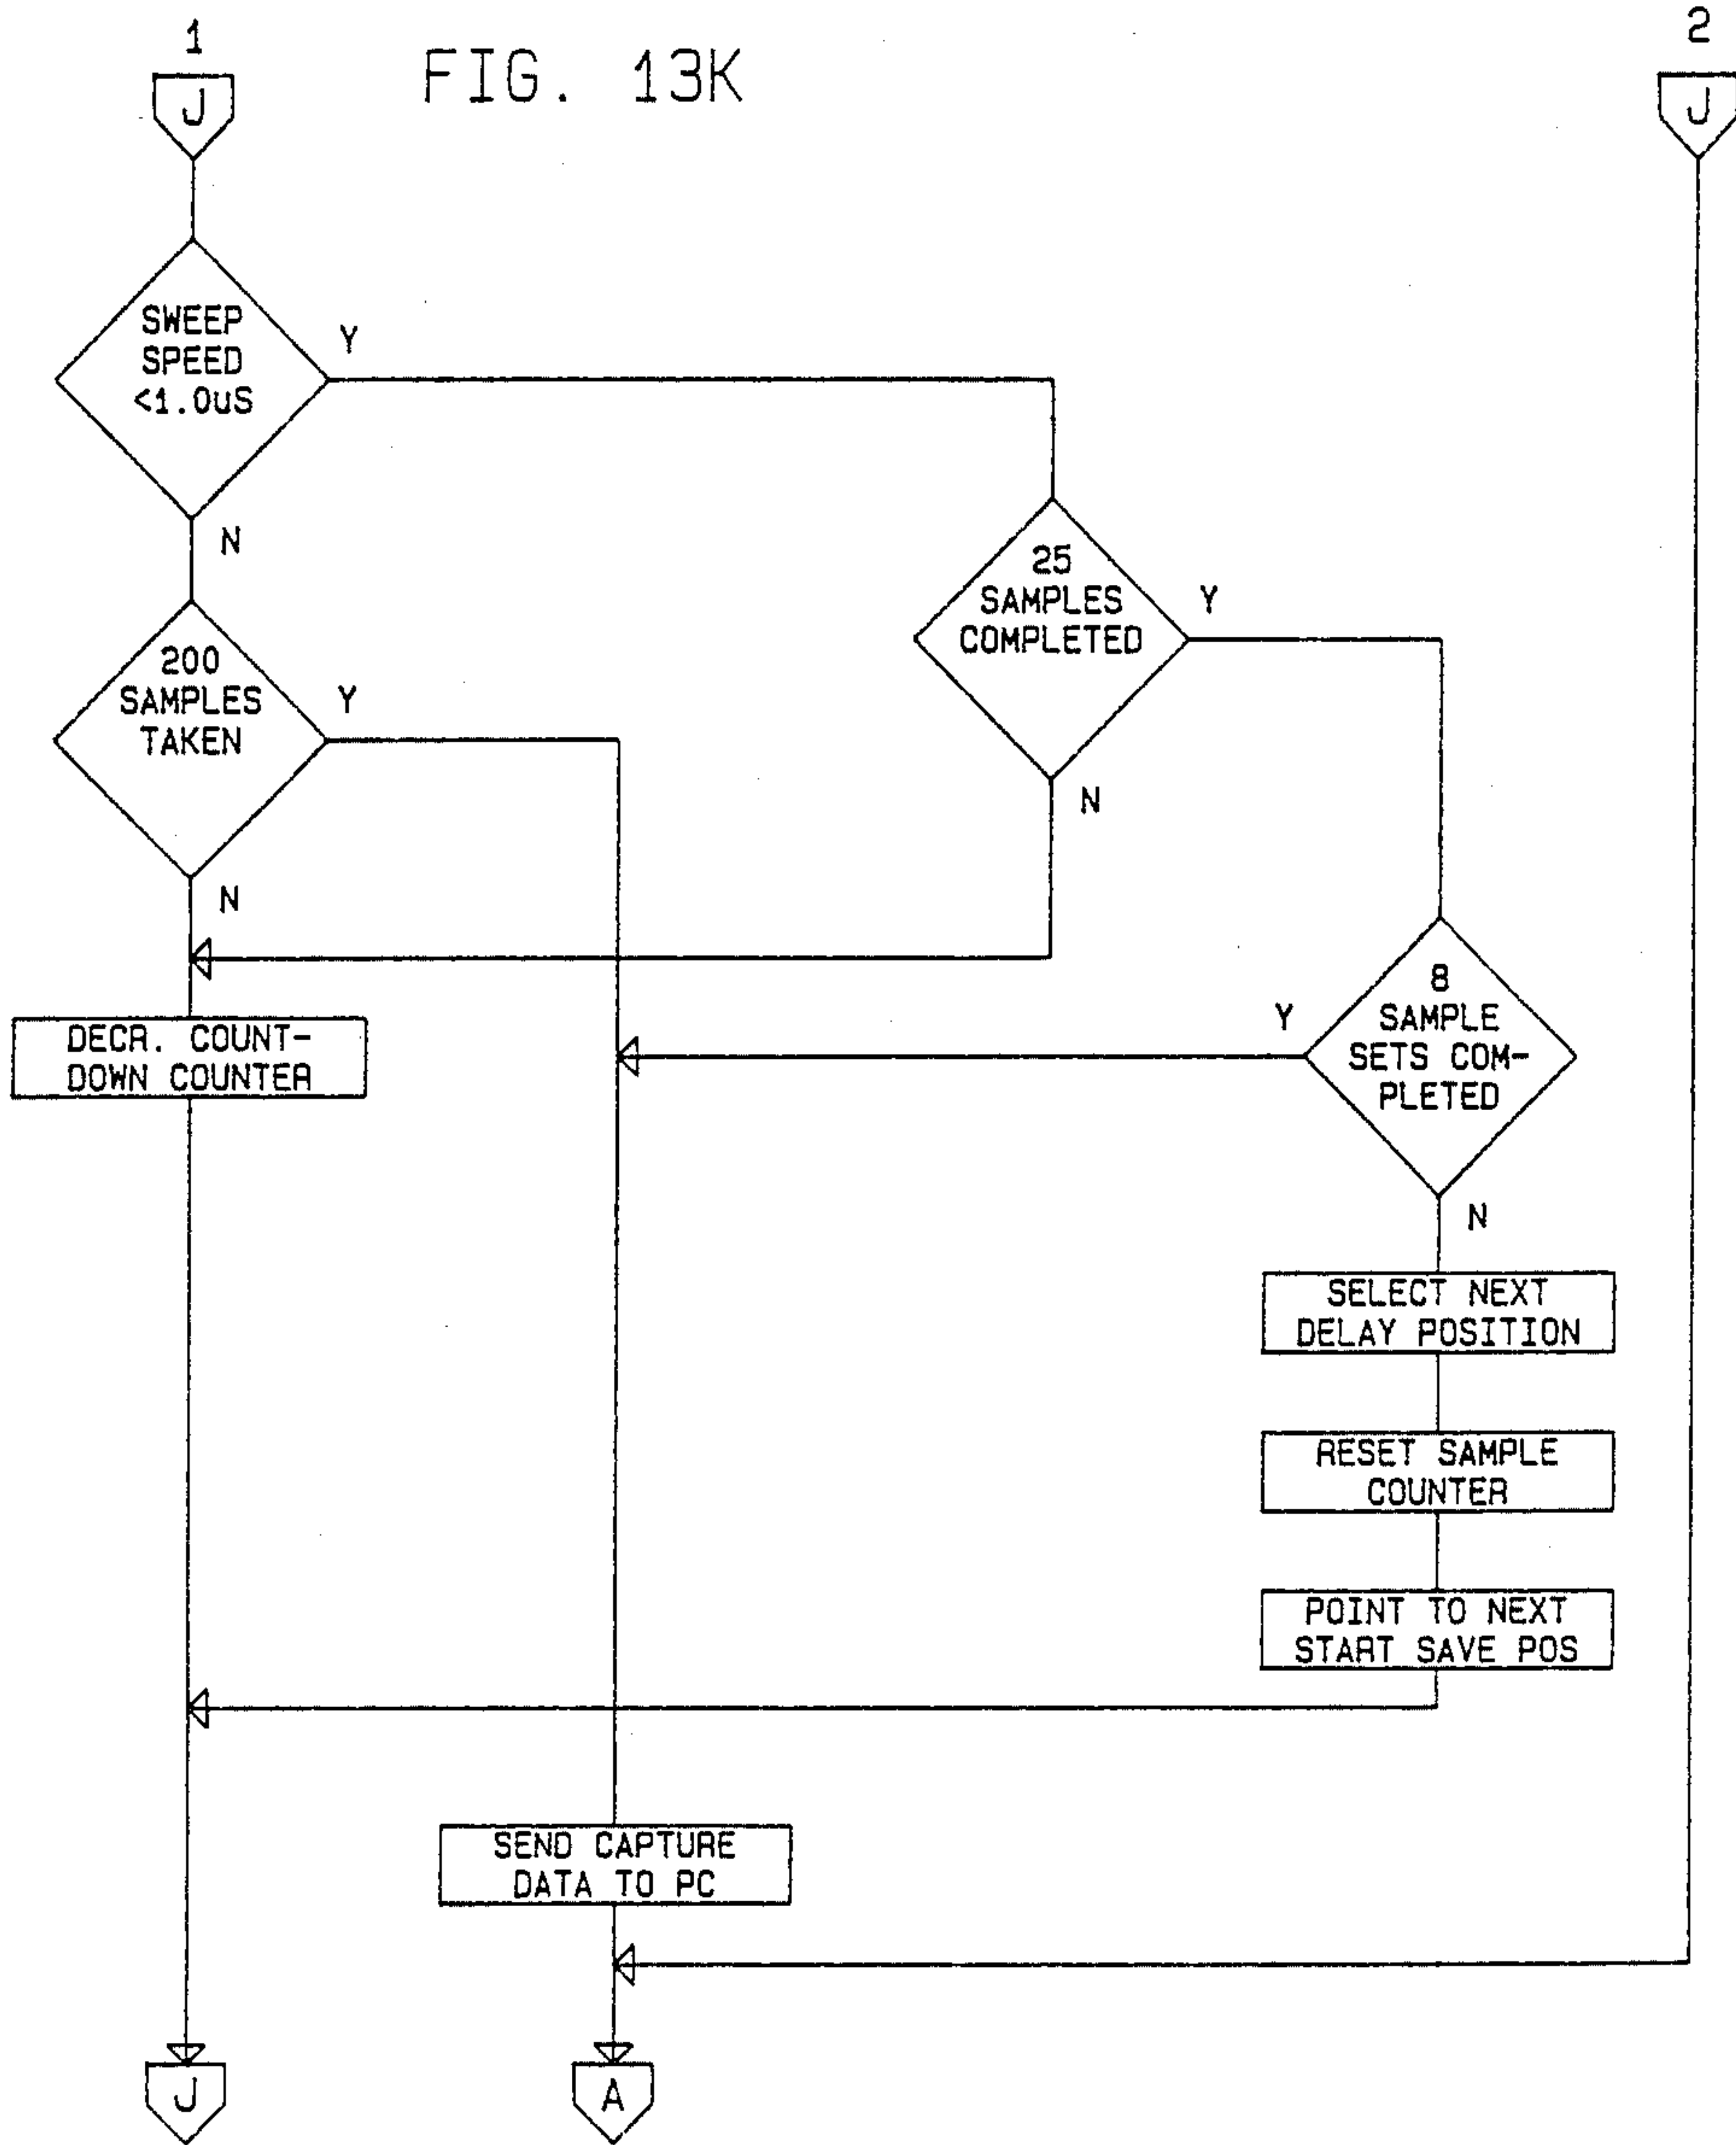 1
FIG. 13K
2
J
J
SWEEP
SPEED
<1.0uS
Y
N
25
SAMPLES
COMPLETED
Y
N
200
SAMPLES
TAKEN
Y
N
8
SAMPLE
SETS COM-
PLETED
Y
N
DECR. COUNT-
DOWN COUNTER
SELECT NEXT
DELAY POSITION
RESET SAMPLE
COUNTER
POINT TO NEXT
START SAVE POS
SEND CAPTURE
DATA TO PC
J
A